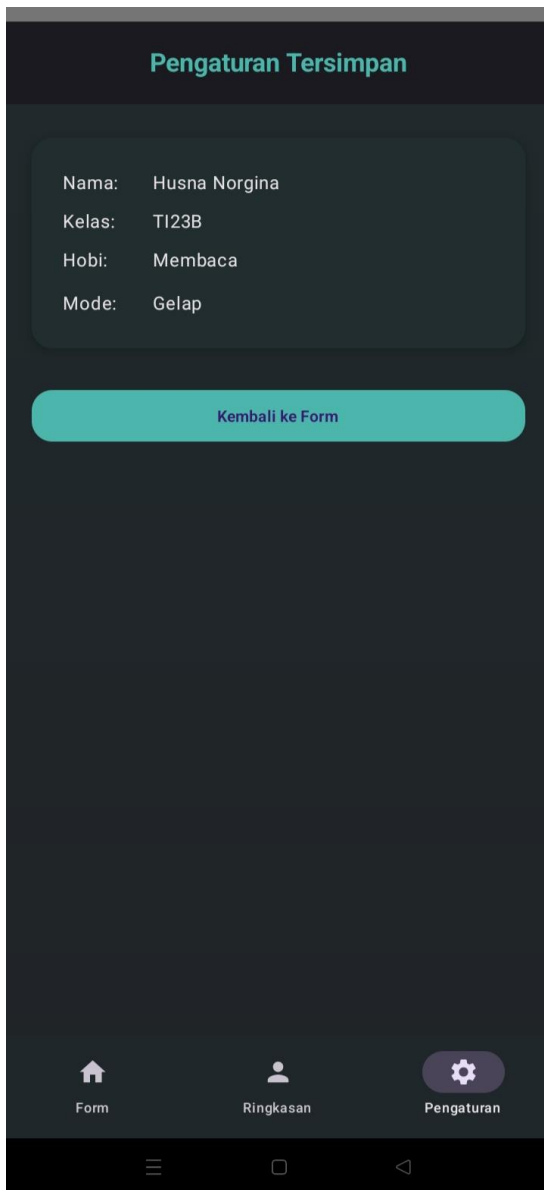 Pengaturan Tersimpan
Nama: Husna Norgina
Kelas: TI23B
Hobi: Membaca
Mode: Gelap
Kembali ke Form
Form Ringkasan Pengaturan